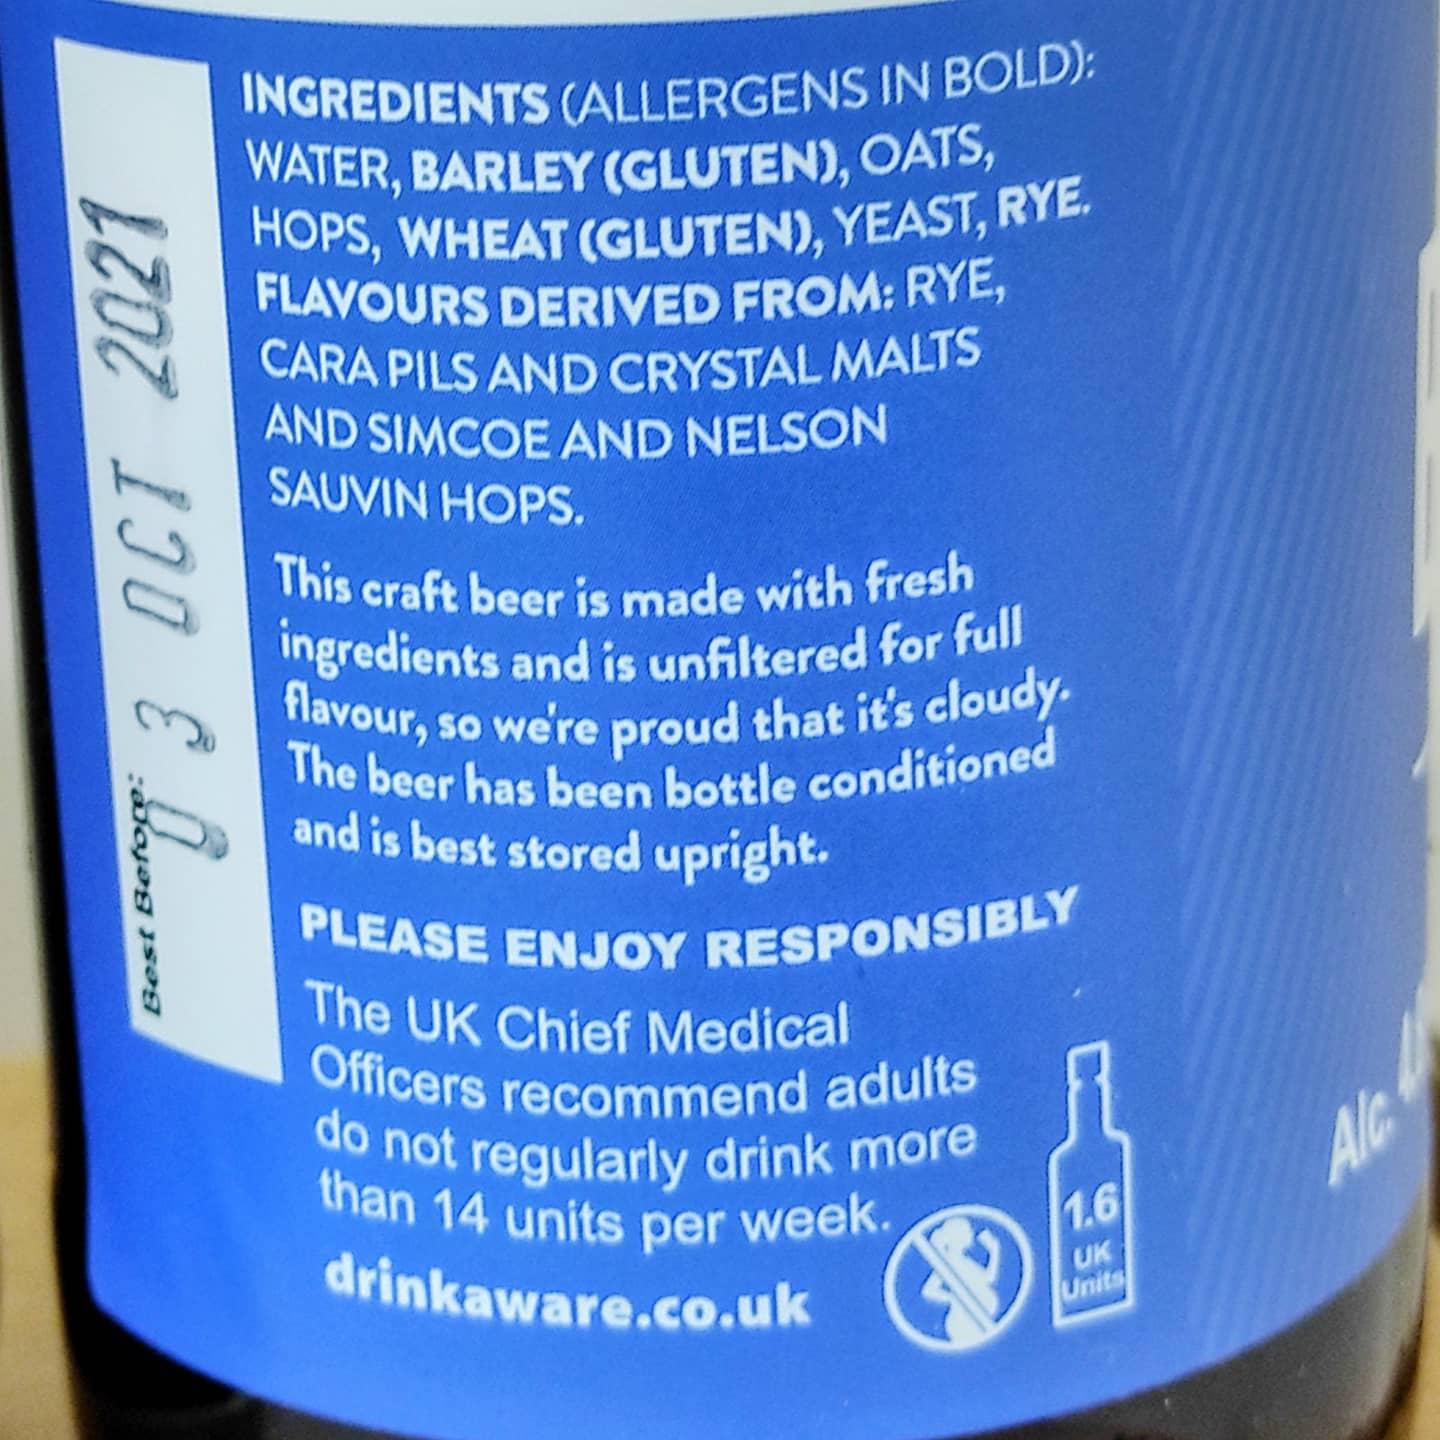 INGREDIENTS (ALLERGENS IN BOLD):
WATER, BARLEY (GLUTEN), OATS,
HOPS, WHEAT (GLUTEN), YEAST, RYE.
FLAVOURS DERIVED FROM: RYE,
CARA PILS AND CRYSTAL MALTS
AND SIMCOE AND NELSON
SAUVIN HOPS.
This craft beer is made with fresh
ingredients and is unfiltered for full
flavour, so we're proud that it's cloudy.
The beer has been bottle conditioned
and is best stored upright.
PLEASE ENJOY RESPONSIBLY
The UK Chief Medical
Officers recommend adults
do not regularly drink more
than 14 units per week.
drinkaware.co.uk
1.6
UK
Units
Best Before:
03 OCT 2021
Alc.